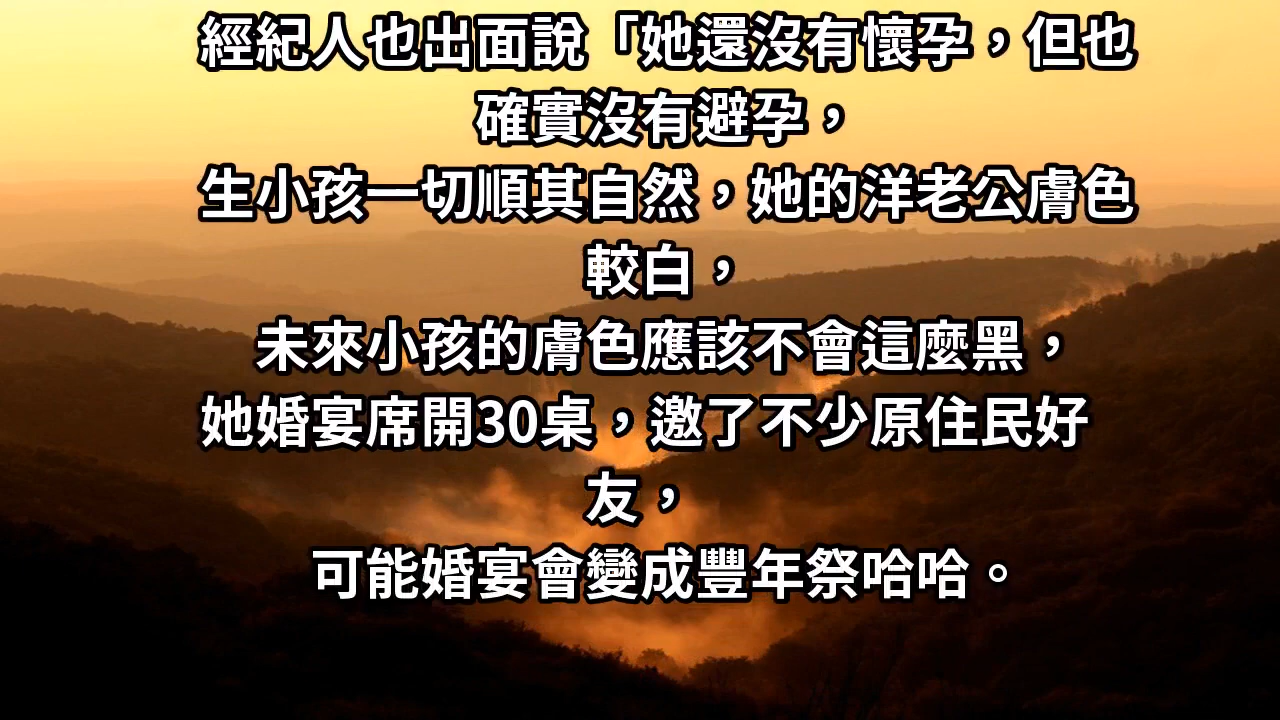 經紀人也出面說「她還沒有懷孕，但也
確實沒有避孕，
生小孩一切順其自然，她的洋老公膚色
較白，
未來小孩的膚色應該不會這麼黑，
她婚宴席開30桌，邀了不少原住民好
友，
可能婚宴會變成豐年祭哈哈。